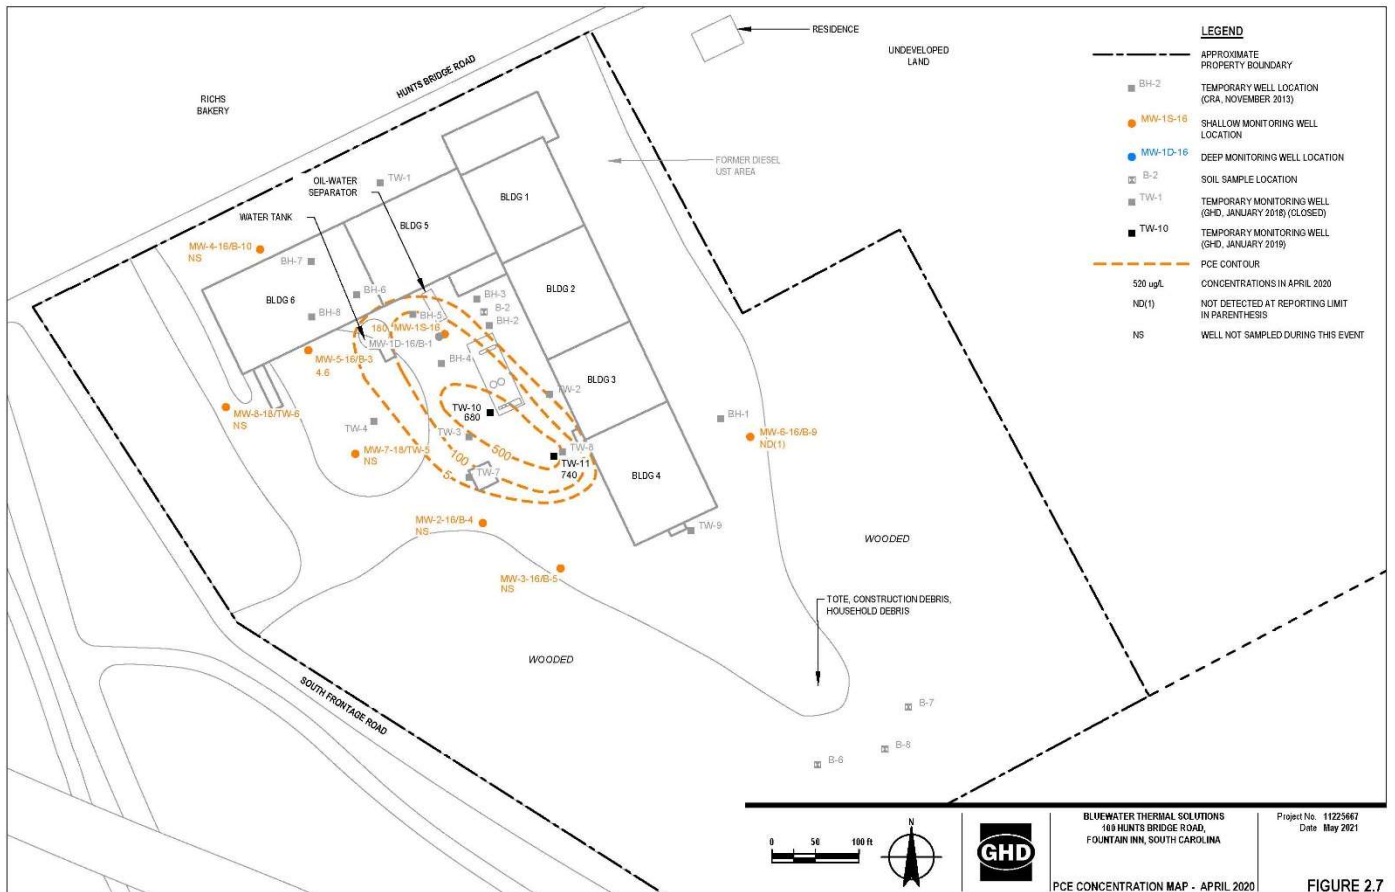 RESIDENCE
UNDEVELOPED
LAND
HUNTS BRIDGE ROAD
RICHS
BAKERY
FORMER DIESEL
UST AREA
OIL-WATER
SEPARATOR
TW-1
WATER TANK
BLDG 1
BLDG 5
MW-4-16/B-10
NS
BH-7
BLDG 6
BH-6
BH-8
BLDG 2
BH-3
B-2
BH-2
BH-5
180
MW-1S-16
MW-1D-16/B-1
MW-5-16/B-3
4.6
BH-4
BLDG 3
TW-2
MW-8-18/TW-6
NS
TW-10
680
TW-4
TW-3
BH-1
MW-6-16/B-9
ND(1)
MW-7-18/TW-5
NS
500
100
5
TW-8
TW-11
740
TW-7
BLDG 4
MW-2-16/B-4
NS
TW-9
MW-3-16/B-5
NS
WOODED
TOTE, CONSTRUCTION DEBRIS,
HOUSEHOLD DEBRIS
WOODED
SOUTH FRONTAGE ROAD
B-7
B-8
B-6
LEGEND
APPROXIMATE
PROPERTY BOUNDARY
BH-2
TEMPORARY WELL LOCATION
(CRA, NOVEMBER 2013)
MW-1S-16
SHALLOW MONITORING WELL
LOCATION
MW-1D-16
DEEP MONITORING WELL LOCATION
B-2
SOIL SAMPLE LOCATION
TW-1
TEMPORARY MONITORING WELL
(GHD, JANUARY 2018) (CLOSED)
TW-10
TEMPORARY MONITORING WELL
(GHD, JANUARY 2019)
PCE CONTOUR
520 ug/L
CONCENTRATIONS IN APRIL 2020
ND(1)
NOT DETECTED AT REPORTING LIMIT
IN PARENTHESIS
NS
WELL NOT SAMPLED DURING THIS EVENT
0 50 100 ft
N
GHD
BLUEWATER THERMAL SOLUTIONS
100 HUNTS BRIDGE ROAD,
FOUNTAIN INN, SOUTH CAROLINA
PCE CONCENTRATION MAP - APRIL 2020
Project No. 11225667
Date May 2021
FIGURE 2.7